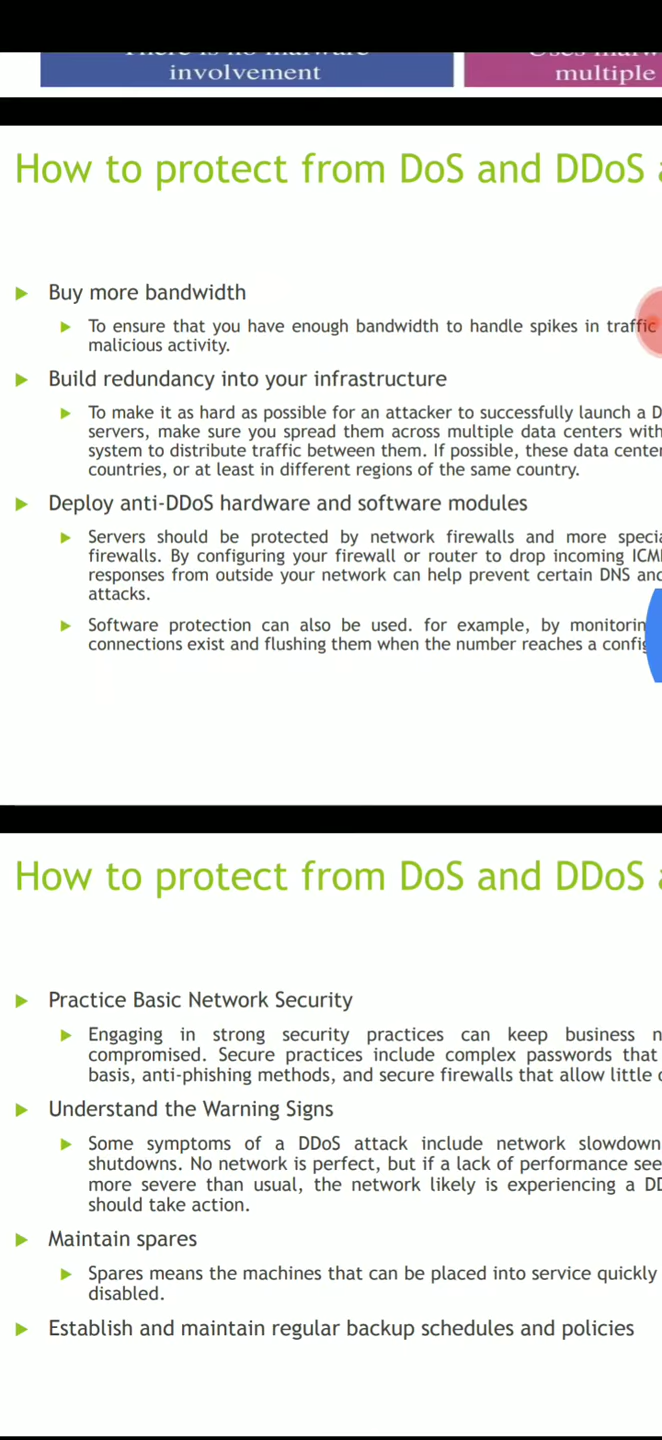 involvement
multiple
How to protect from DoS and DDoS
Buy more bandwidth
To ensure that you have enough bandwidth to handle spikes in traffic
malicious activity.
Build redundancy into your infrastructure
To make it as hard as possible for an attacker to successfully launch a D
servers, make sure you spread them across multiple data centers with
system to distribute traffic between them. If possible, these data center
countries, or at least in different regions of the same country.
Deploy anti-DDoS hardware and software modules
Servers should be protected by network firewalls and more specia
firewalls. By configuring your firewall or router to drop incoming ICM
responses from outside your network can help prevent certain DNS and
attacks.
Software protection can also be used. for example, by monitorin
connections exist and flushing them when the number reaches a config
How to protect from DoS and DDoS
Practice Basic Network Security
Engaging in strong security practices can keep business n
compromised. Secure practices include complex passwords that
basis, anti-phishing methods, and secure firewalls that allow little
Understand the Warning Signs
Some symptoms of a DDoS attack include network slowdown
shutdowns. No network is perfect, but if a lack of performance see
more severe than usual, the network likely is experiencing a DD
should take action.
Maintain spares
Spares means the machines that can be placed into service quickly
disabled.
Establish and maintain regular backup schedules and policies